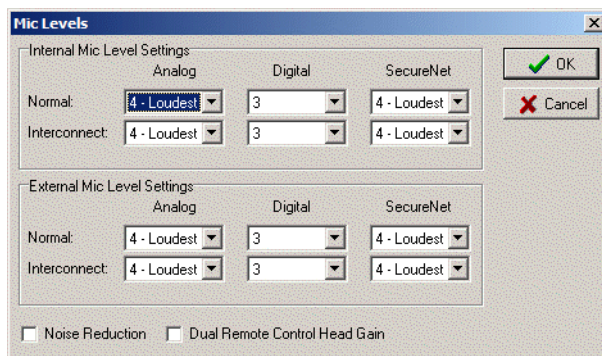 Mic Levels
Internal Mic Level Settings
Analog Digital SecureNet
Normal: 4 - Loudest 3 4 - Loudest
Interconnect: 4 - Loudest 3 4 - Loudest
External Mic Level Settings
Analog Digital SecureNet
Normal: 4 - Loudest 3 4 - Loudest
Interconnect: 4 - Loudest 3 4 - Loudest
Noise Reduction Dual Remote Control Head Gain
OK
Cancel